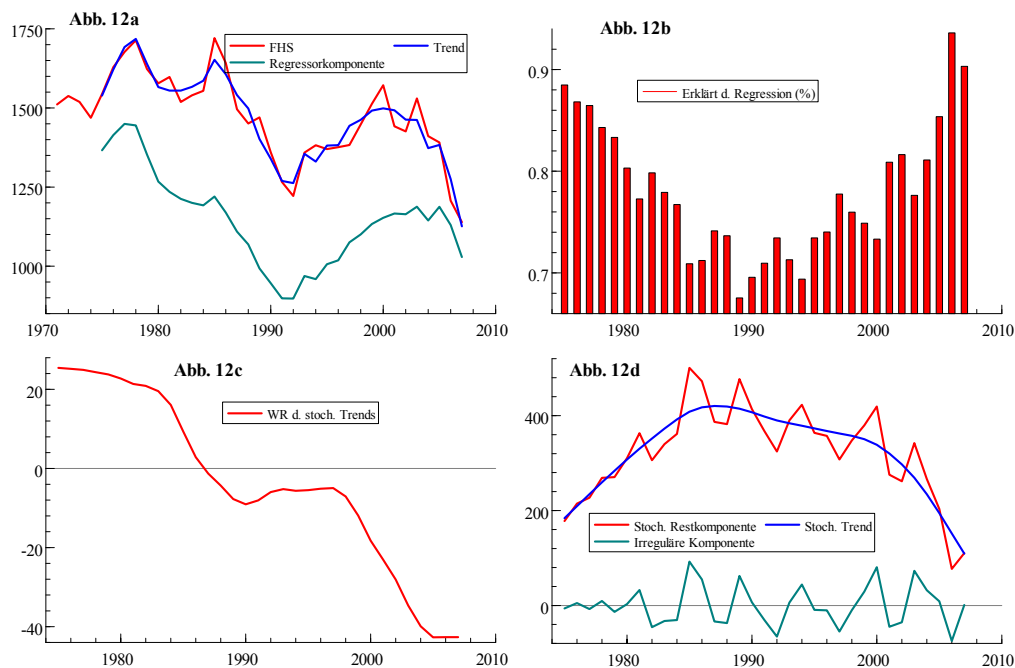 Abb. 12a
FHS
Trend
Regressorkomponente
1750
1500
1250
1000
1970
1980
1990
2000
2010
Abb. 12b
Erklärt d. Regression (%)
0.9
0.8
0.7
1980
1990
2000
2010
Abb. 12c
WR d. stoch. Trends
20
0
-20
-40
1980
1990
2000
2010
Abb. 12d
Stoch. Restkomponente
Stoch. Trend
Irreguläre Komponente
400
200
0
1980
1990
2000
2010